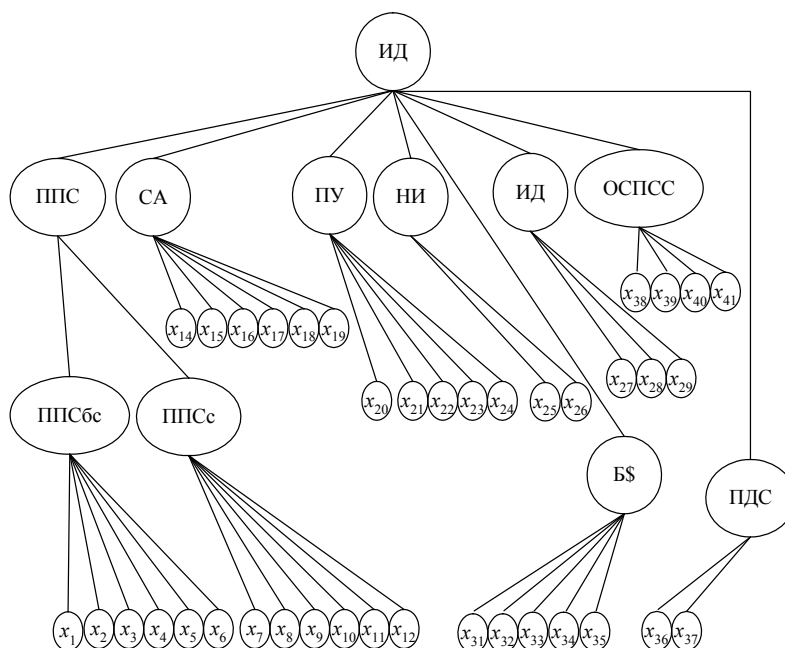 ИД
ППС СА ПУ НИ ИД ОСПСС
x38 x39 x40 x41
x14 x15 x16 x17 x18 x19
x27 x28 x29
x20 x21 x22 x23 x24 x25 x26
ППСбс ППСс
Б$
ПДС
x1 x2 x3 x4 x5 x6 x7 x8 x9 x10 x11 x12 x31 x32 x33 x34 x35 x36 x37